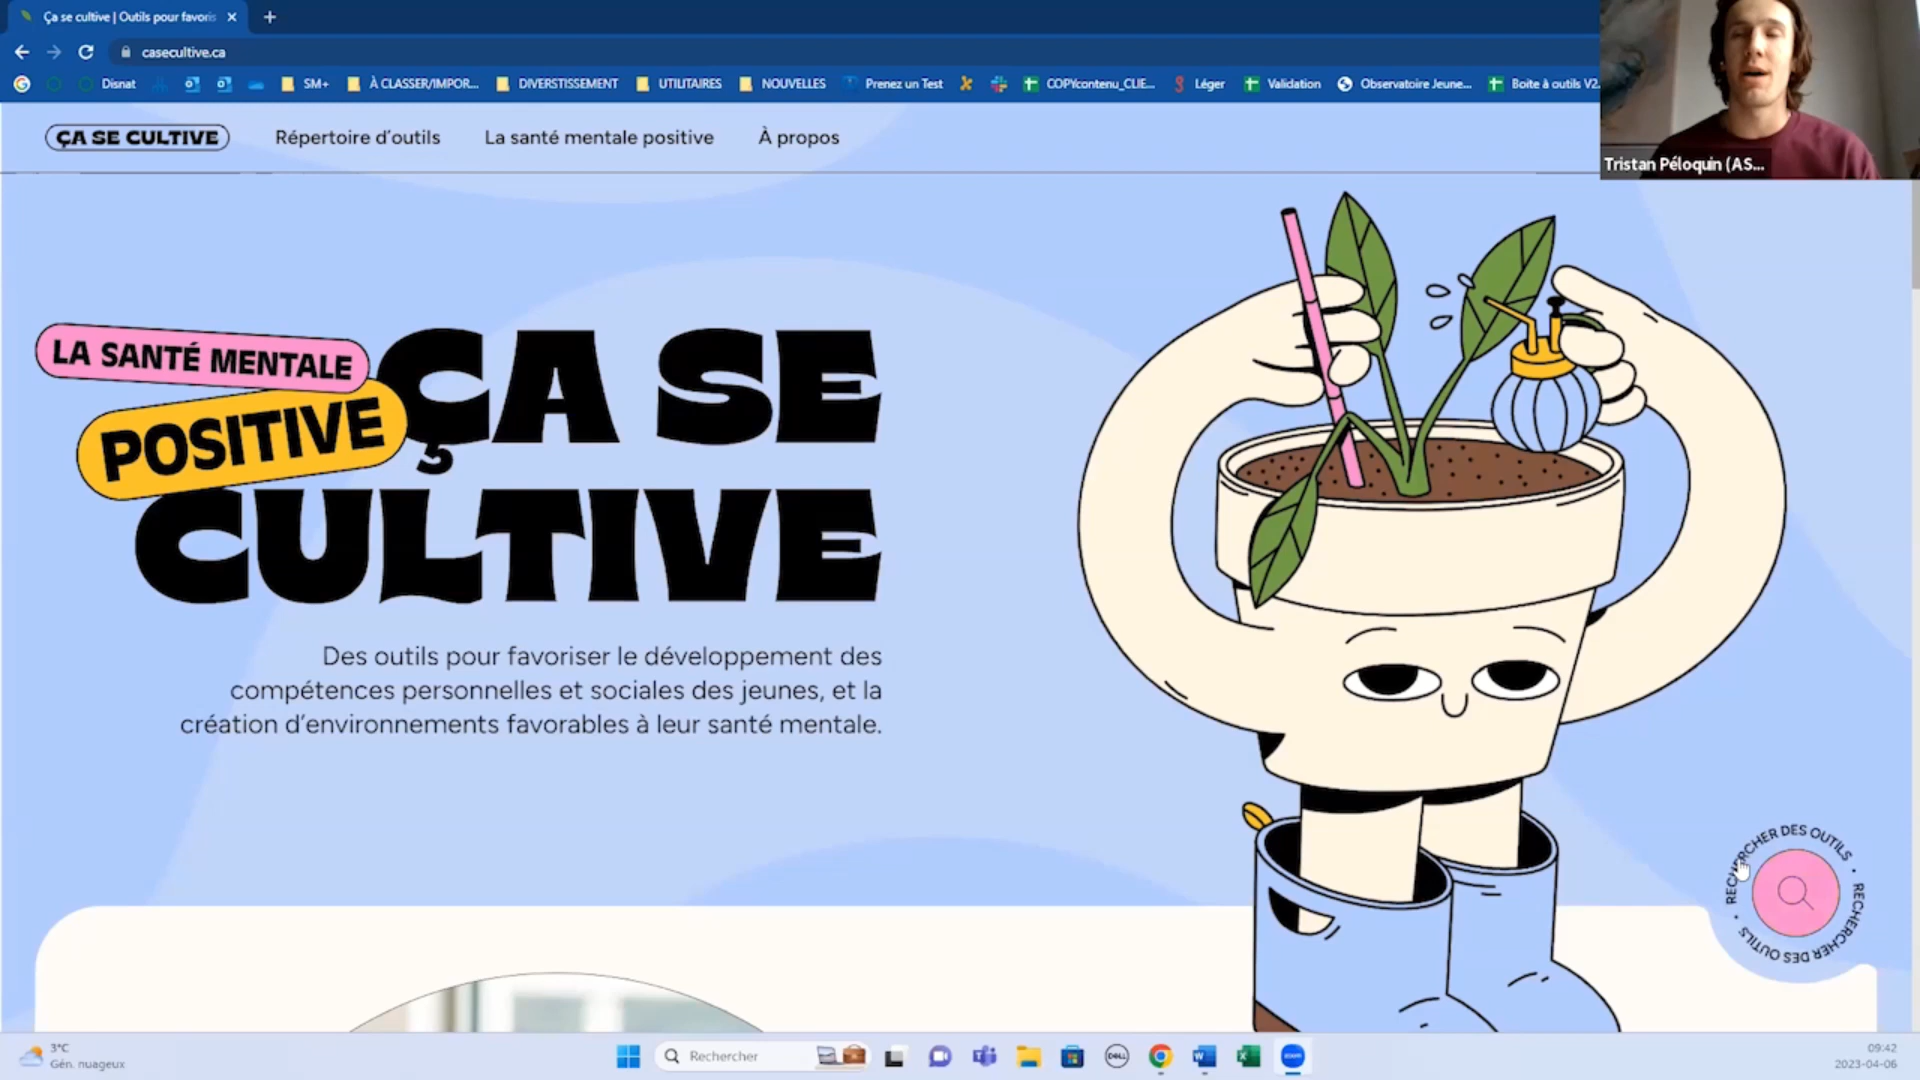 Ça se cultive | Outils pour favoris
casecultive.ca
Disnat
SM+
À CLASSER/IMPOR...
DIVERSTISSEMENT
UTILITAIRES
NOUVELLES
Prenez un Test
COPYcontenu_CLIE...
Léger
Validation
Observatoire Jeune...
Boite à outils V2.
Tristan Péloquin (AS...
ÇA SE CULTIVE
Répertoire d'outils
La santé mentale positive
À propos
LA SANTÉ MENTALE
POSITIVE
ÇA SE
CULTIVE
Des outils pour favoriser le développement des
compétences personnelles et sociales des jeunes, et la
création d'environnements favorables à leur santé mentale.
RECHERCHER DES OUTILS • RECHERCHER DES OUTILS •
3°C
Gén. nuageux
Rechercher
DELL
zoom
09:42
2023-04-06